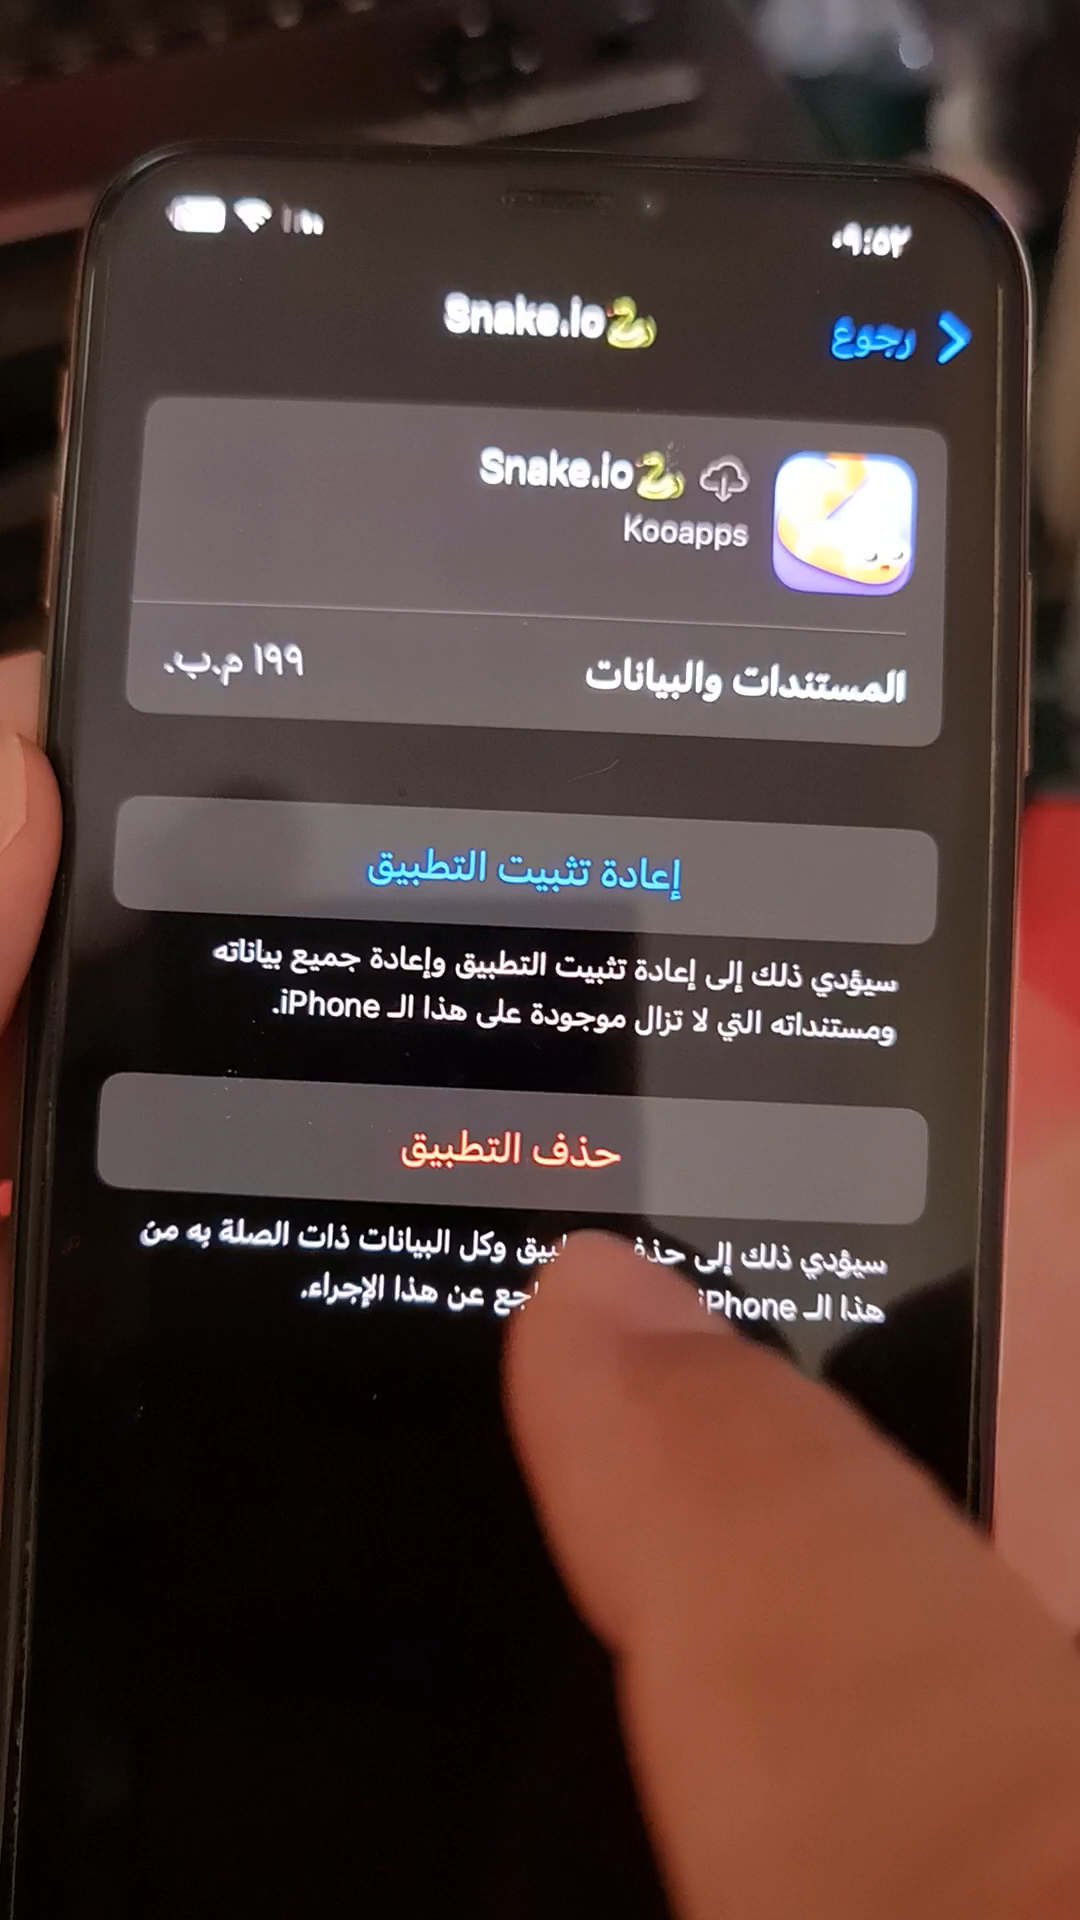 ٩:٥٢
رجوع
Snake.io
Snake.io
Kooapps
المستندات والبيانات
١٩٩ م.ب.
إعادة تثبيت التطبيق
سيؤدي ذلك إلى إعادة تثبيت التطبيق وإعادة جميع بياناته
ومستنداته التي لا تزال موجودة على هذا الـ iPhone.
حذف التطبيق
سيؤدي ذلك إلى حذف وكل البيانات ذات الصلة به من
هذا الـ iPhone عن هذا الإجراء.